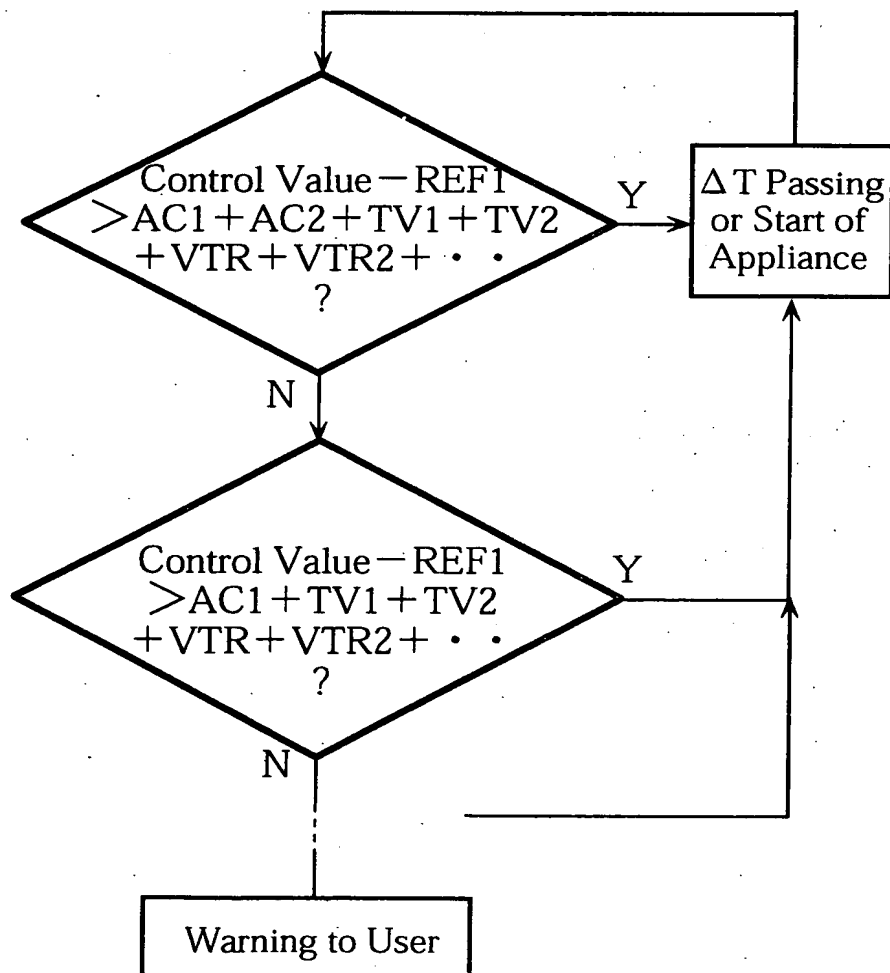 Control Value－REF1
＞AC1＋AC2＋TV1＋TV2
＋VTR＋VTR2＋・・
?
Y
ΔT Passing
or Start of
Appliance
N
Control Value－REF1
＞AC1＋TV1＋TV2
＋VTR＋VTR2＋・・
?
Y
N
Warning to User